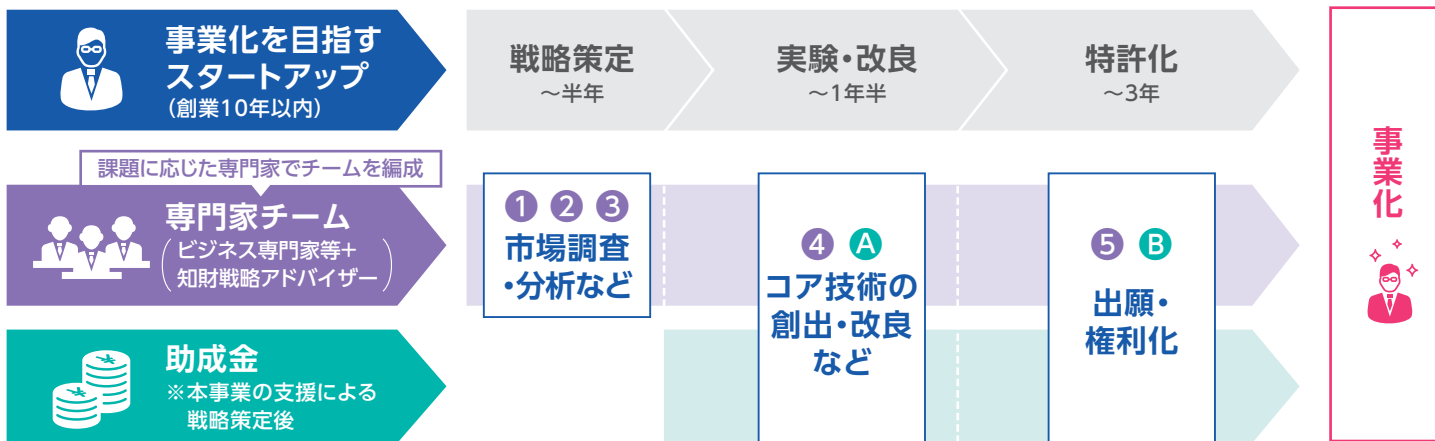 事業化を目指す
スタートアップ
(創業10年以内)
戦略策定
～半年
実験・改良
～1年半
特許化
～3年
課題に応じた専門家でチームを編成
専門家チーム
(ビジネス専門家等+
知財戦略アドバイザー)
① ② ③
市場調査
・分析など
④ Ⓐ
コア技術の
創出・改良
など
⑤ Ⓑ
出願・
権利化
助成金
※本事業の支援による
戦略策定後
事業化